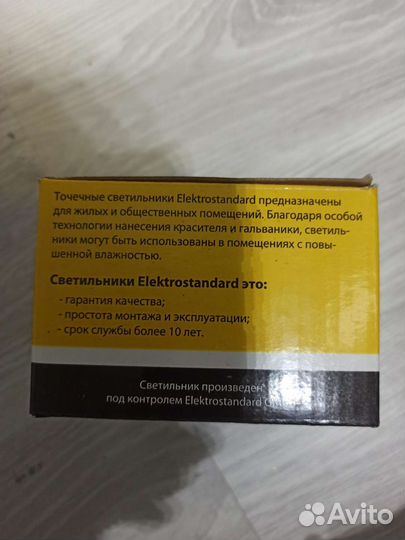 Точечные светильники Elektrostandard предназначены
для жилых и общественных помещений. Благодаря особой
технологии нанесения красителя и гальваники, светиль-
ники могут быть использованы в помещениях с повы-
шенной влажностью.
Светильники Elektrostandard это:
- гарантия качества;
- простота монтажа и эксплуатации;
- срок службы более 10 лет.
Светильник произведен
под контролем Elektrostandard
Avito